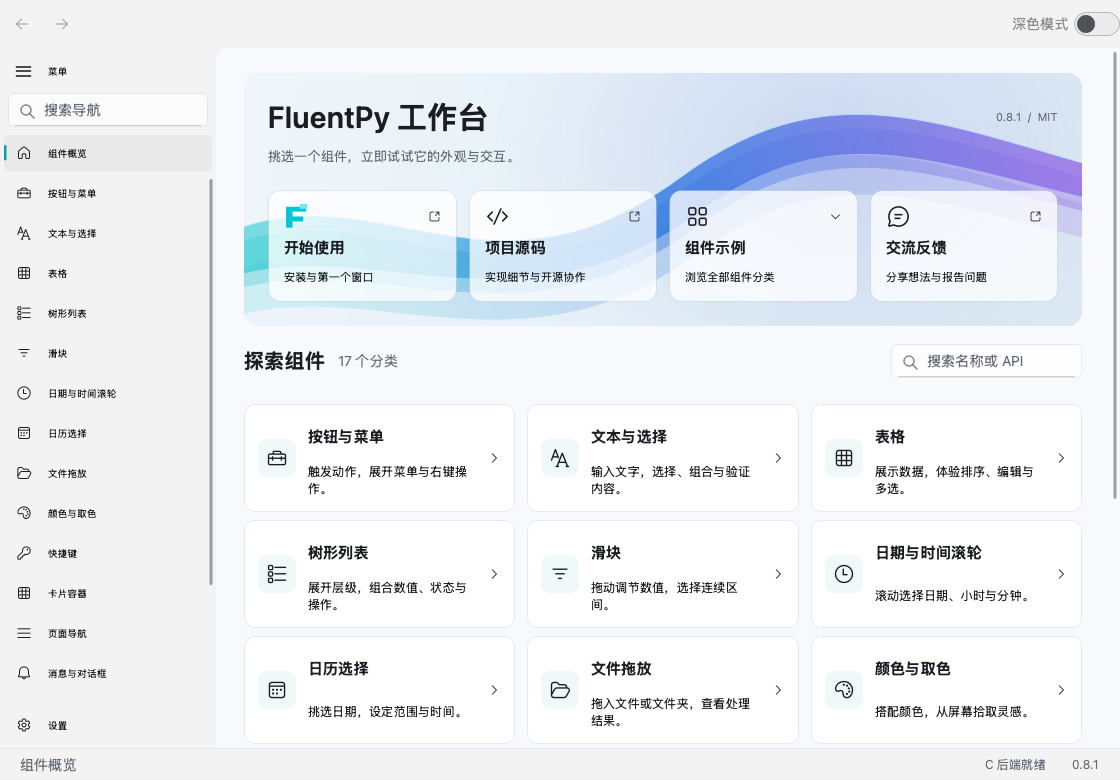 深色模式
菜单
搜索导航
组件概览
按钮与菜单
文本与选择
表格
树形列表
滑块
日期与时间滚轮
日历选择
文件拖放
颜色与取色
快捷键
卡片容器
页面导航
消息与对话框
设置
FluentPy 工作台
0.8.1 / MIT
挑选一个组件，立即试试它的外观与交互。
开始使用
安装与第一个窗口
项目源码
实现细节与开源协作
组件示例
浏览全部组件分类
交流反馈
分享想法与报告问题
探索组件
17 个分类
搜索名称或 API
按钮与菜单
触发动作，展开菜单与右键操
作。
文本与选择
输入文字，选择、组合与验证
内容。
表格
展示数据，体验排序、编辑与
多选。
树形列表
展开层级，组合数值、状态与
操作。
滑块
拖动调节数值，选择连续区
间。
日期与时间滚轮
滚动选择日期、小时与分钟。
日历选择
挑选日期，设定范围与时间。
文件拖放
拖入文件或文件夹，查看处理
结果。
颜色与取色
搭配颜色，从屏幕拾取灵感。
组件概览
C 后端就绪
0.8.1